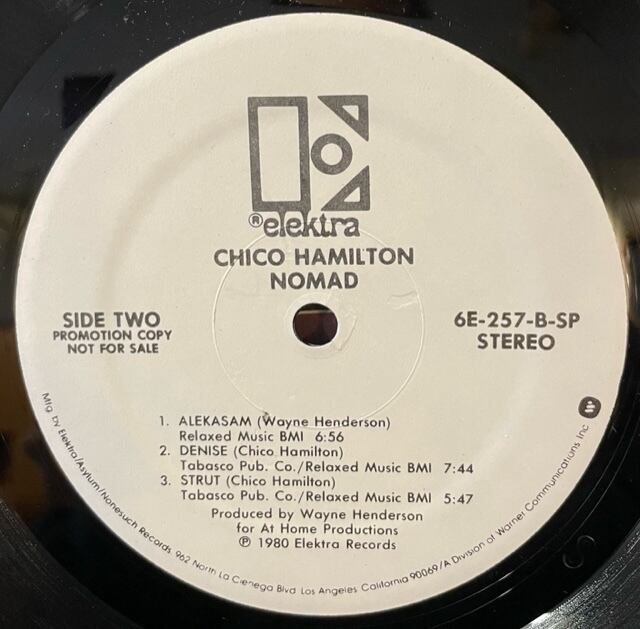 ® elektra
CHICO HAMILTON
NOMAD
SIDE TWO
PROMOTION COPY
NOT FOR SALE
6E-257-B-SP
STEREO
1. ALEKASAM (Wayne Henderson)
Relaxed Music BMI 6:56
2. DENISE (Chico Hamilton)
Tabasco Pub. Co./Relaxed Music BMI 7:44
3. STRUT (Chico Hamilton)
Tabasco Pub. Co./Relaxed Music BMI 5:47
Produced by Wayne Henderson
for At Home Productions
℗ 1980 Elektra Records
Mfg by Elektra/Asylum/Nonesuch Records. 962 North La Cienega Blvd Los Angeles California 90069/A Division of Warner Communications Inc